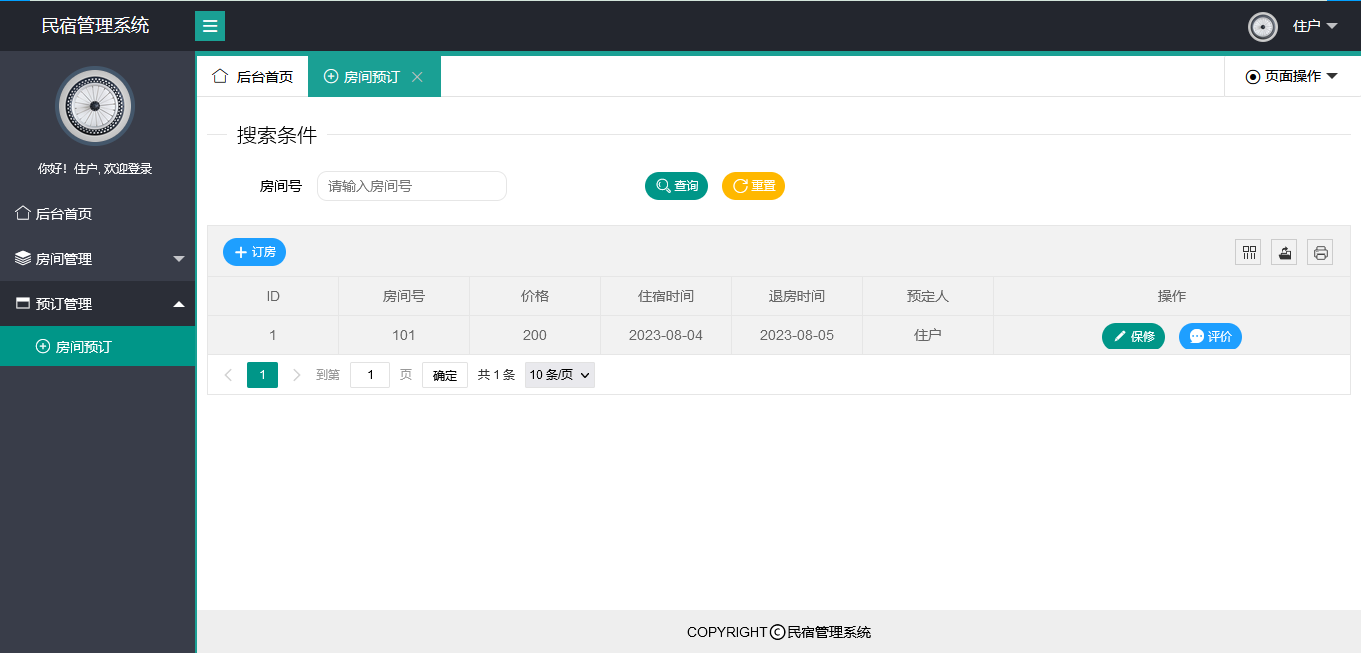 民宿管理系统
住户
后台首页
房间预订
页面操作
你好！住户, 欢迎登录
后台首页
房间管理
预订管理
房间预订
搜索条件
房间号 请输入房间号 查询 重置
订房
ID 房间号 价格 住宿时间 退房时间 预定人 操作
1 101 200 2023-08-04 2023-08-05 住户 保修 评价
1 到第 1 页 确定 共 1 条 10 条/页
COPYRIGHT©民宿管理系统